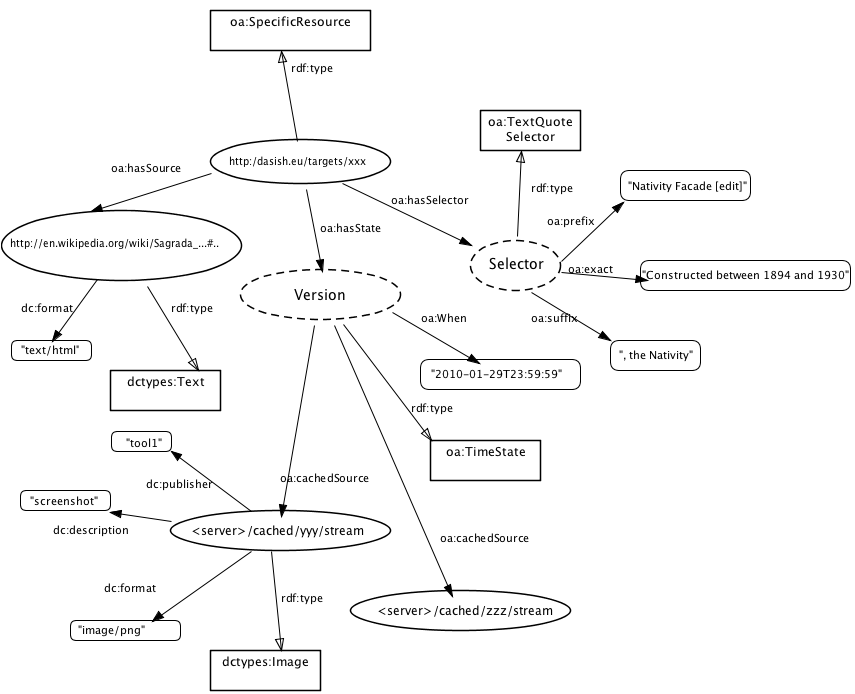 oa:SpecificResource
rdf:type
oa:TextQuote
Selector
http:/dasish.eu/targets/xxx
oa:hasSource
rdf:type
"Nativity Facade [edit]"
oa:hasSelector
oa:prefix
oa:hasState
http://en.wikipedia.org/wiki/Sagrada_...#..
Selector
oa:exact
"Constructed between 1894 and 1930"
Version
dc:format
rdf:type
oa:When
oa:suffix
"text/html"
", the Nativity"
dctypes:Text
"2010-01-29T23:59:59"
rdf:type
"tool1"
oa:TimeState
dc:publisher
oa:cachedSource
"screenshot"
dc:description
<server>/cached/yyy/stream
oa:cachedSource
dc:format
rdf:type
<server>/cached/zzz/stream
"image/png"
dctypes:Image